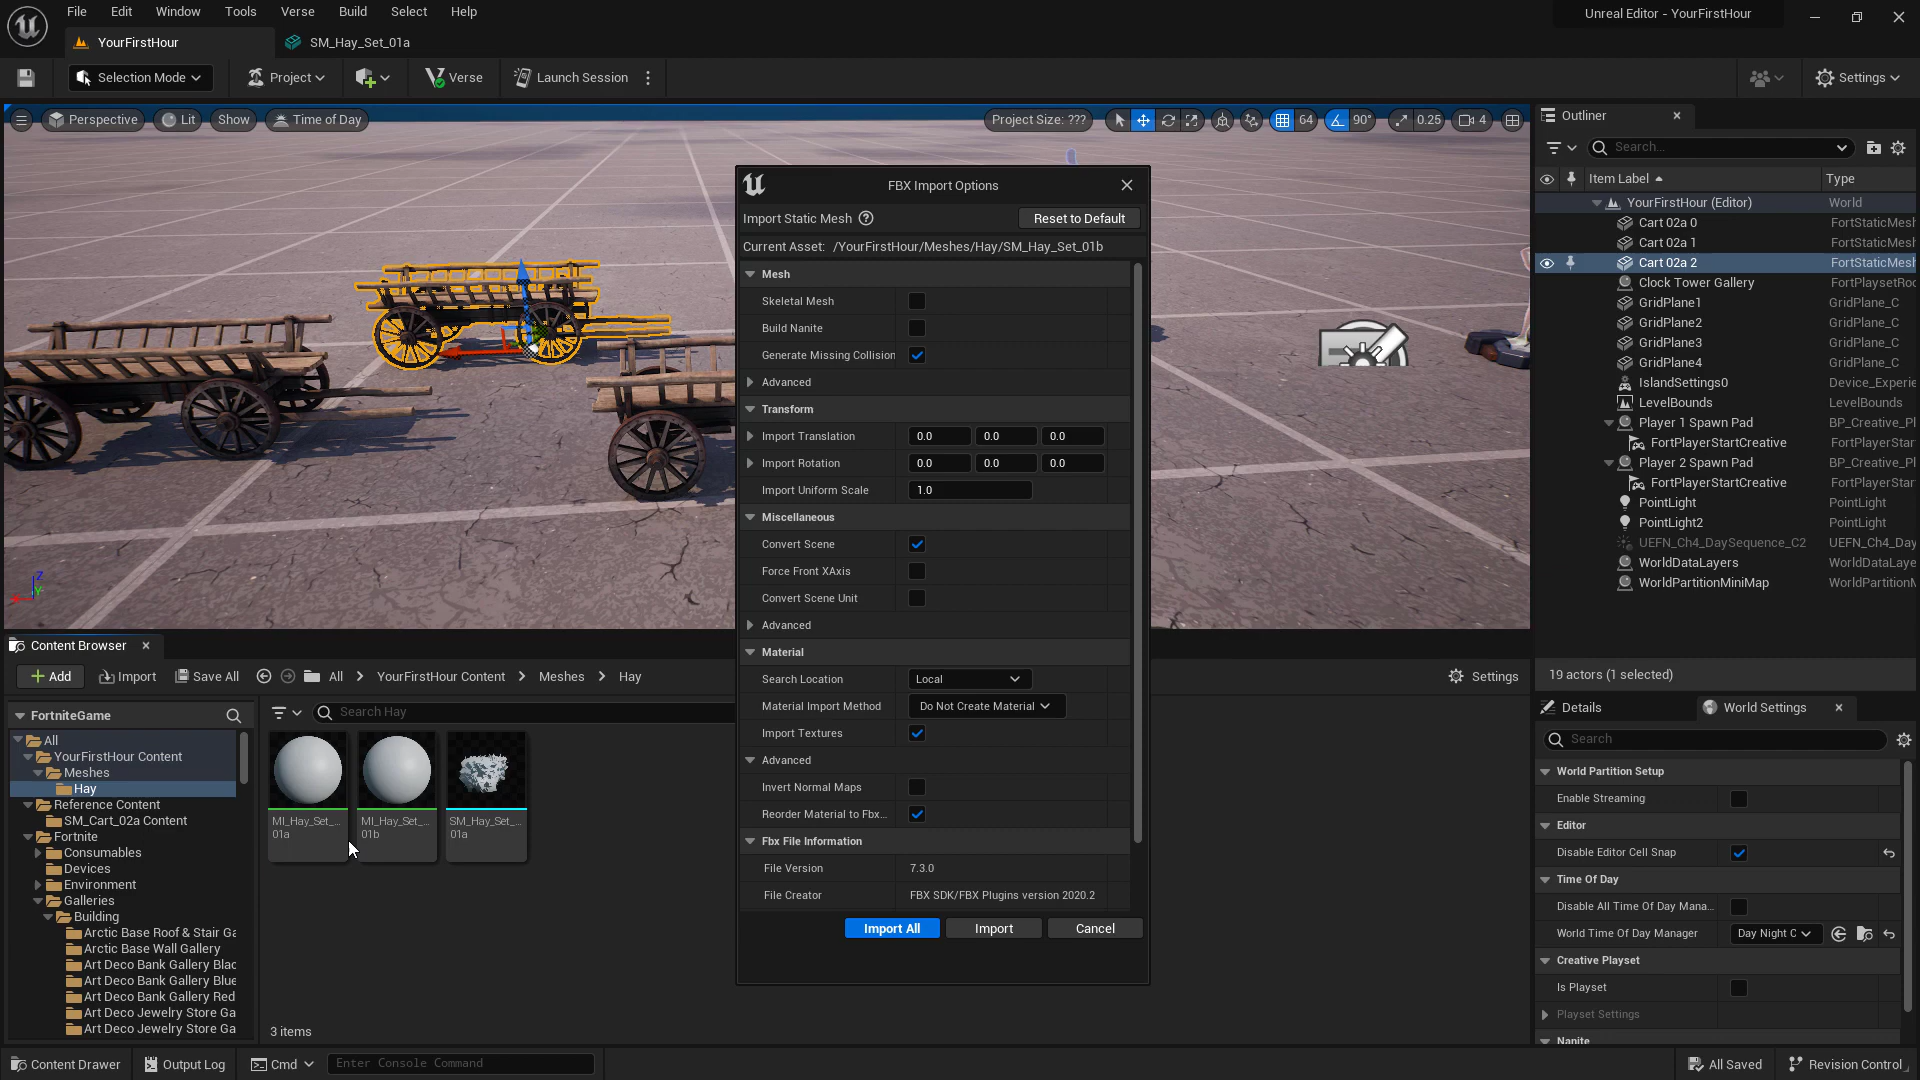 File Edit Window Tools Verse Build Select Help
Unreal Editor - YourFirstHour
YourFirstHour
SM_Hay_Set_01a
Selection Mode
Project
Verse
Launch Session
Settings
Perspective
Lit
Show
Time of Day
Project Size: ???
64
90°
0.25
4
FBX Import Options
Import Static Mesh
Reset to Default
Current Asset: /YourFirstHour/Meshes/Hay/SM_Hay_Set_01b
Mesh
Skeletal Mesh
Build Nanite
Generate Missing Collision
Advanced
Transform
Import Translation 0.0 0.0 0.0
Import Rotation 0.0 0.0 0.0
Import Uniform Scale 1.0
Miscellaneous
Convert Scene
Force Front XAxis
Convert Scene Unit
Advanced
Material
Search Location Local
Material Import Method Do Not Create Material
Import Textures
Advanced
Invert Normal Maps
Reorder Material to Fbx...
Fbx File Information
File Version 7.3.0
File Creator FBX SDK/FBX Plugins version 2020.2
Import All
Import
Cancel
Outliner
Search...
Item Label Type
YourFirstHour (Editor) World
Cart 02a 0 FortStaticMesh
Cart 02a 1 FortStaticMesh
Cart 02a 2 FortStaticMesh
Clock Tower Gallery FortPlaysetRoo
GridPlane1 GridPlane_C
GridPlane2 GridPlane_C
GridPlane3 GridPlane_C
GridPlane4 GridPlane_C
IslandSettings0 Device_Experie
LevelBounds LevelBounds
Player 1 Spawn Pad BP_Creative_Pl
FortPlayerStartCreative FortPlayerStar
Player 2 Spawn Pad BP_Creative_Pl
FortPlayerStartCreative FortPlayerStar
PointLight PointLight
PointLight2 PointLight
UEFN_Ch4_DaySequence_C2 UEFN_Ch4_Day
WorldDataLayers WorldDataLaye
WorldPartitionMiniMap WorldPartitionM
19 actors (1 selected)
Details
World Settings
Search
World Partition Setup
Enable Streaming
Editor
Disable Editor Cell Snap
Time Of Day
Disable All Time Of Day Mana...
World Time Of Day Manager Day Night C
Creative Playset
Is Playset
Playset Settings
Nanite
Content Browser
Add
Import
Save All
All
YourFirstHour Content
Meshes
Hay
Settings
FortniteGame
Search Hay
All
YourFirstHour Content
Meshes
Hay
Reference Content
SM_Cart_02a Content
Fortnite
Consumables
Devices
Environment
Galleries
Building
Arctic Base Roof & Stair Ga
Arctic Base Wall Gallery
Art Deco Bank Gallery Blac
Art Deco Bank Gallery Blue
Art Deco Bank Gallery Red
Art Deco Jewelry Store Ga
Art Deco Jewelry Store Ga
MI_Hay_Set_...
01a
MI_Hay_Set_...
01b
SM_Hay_Set_...
01a
3 items
Content Drawer
Output Log
Cmd
Enter Console Command
All Saved
Revision Control
Z
Y